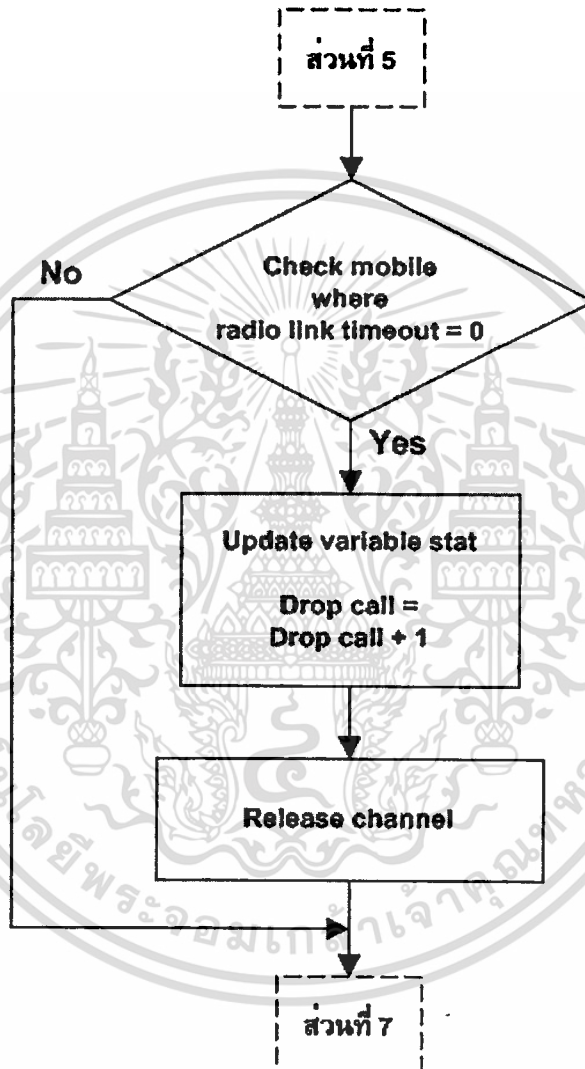 ส่วนที่ 5
Check mobile
where
radio link timeout = 0
No
Yes
Update variable stat
Drop call =
Drop call + 1
Release channel
ส่วนที่ 7